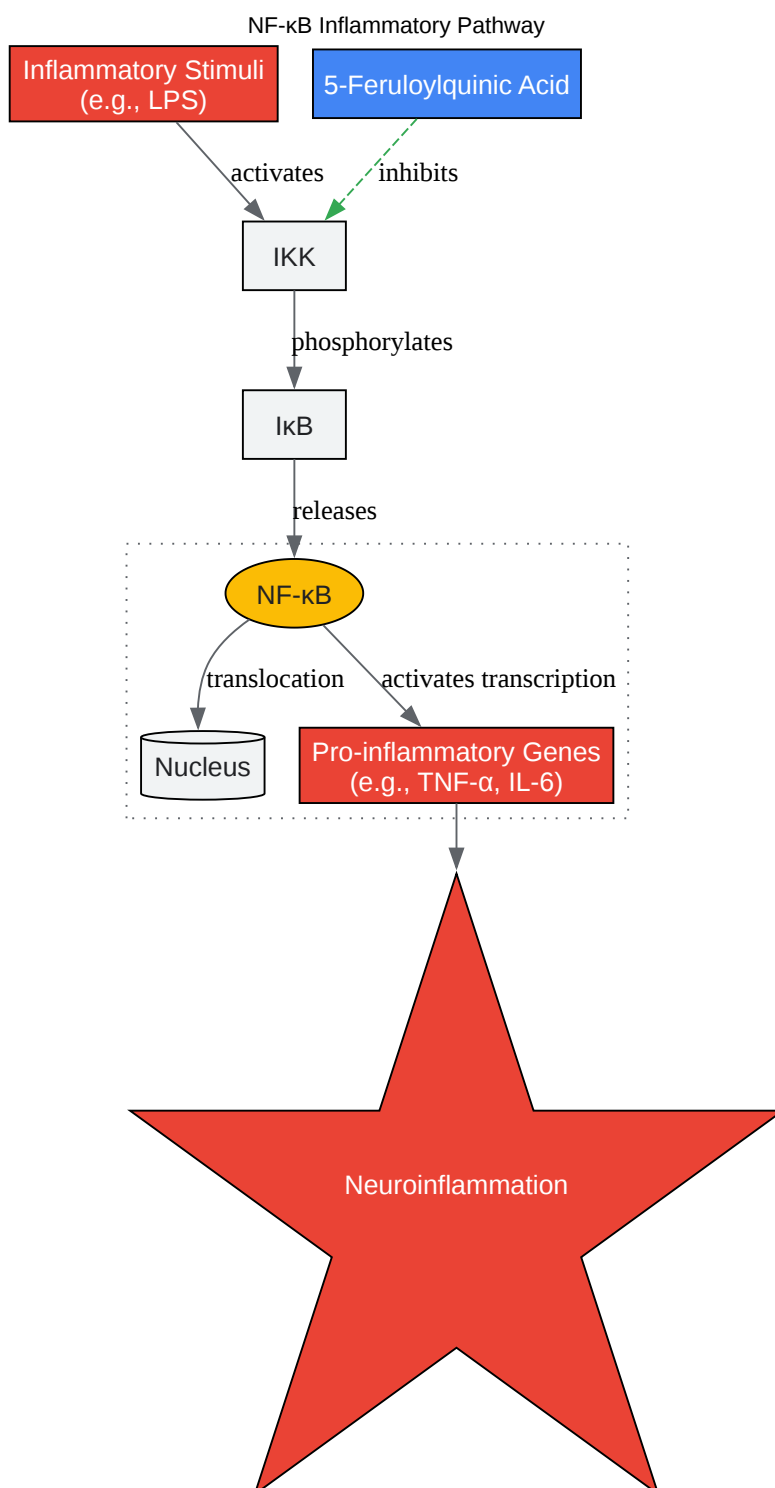 NF-κB Inflammatory Pathway
Inflammatory Stimuli
(e.g., LPS)
5-Feruloylquinic Acid
activates
inhibits
IKK
phosphorylates
IκB
releases
NF-κB
translocation
activates transcription
Nucleus
Pro-inflammatory Genes
(e.g., TNF-α, IL-6)
Neuroinflammation